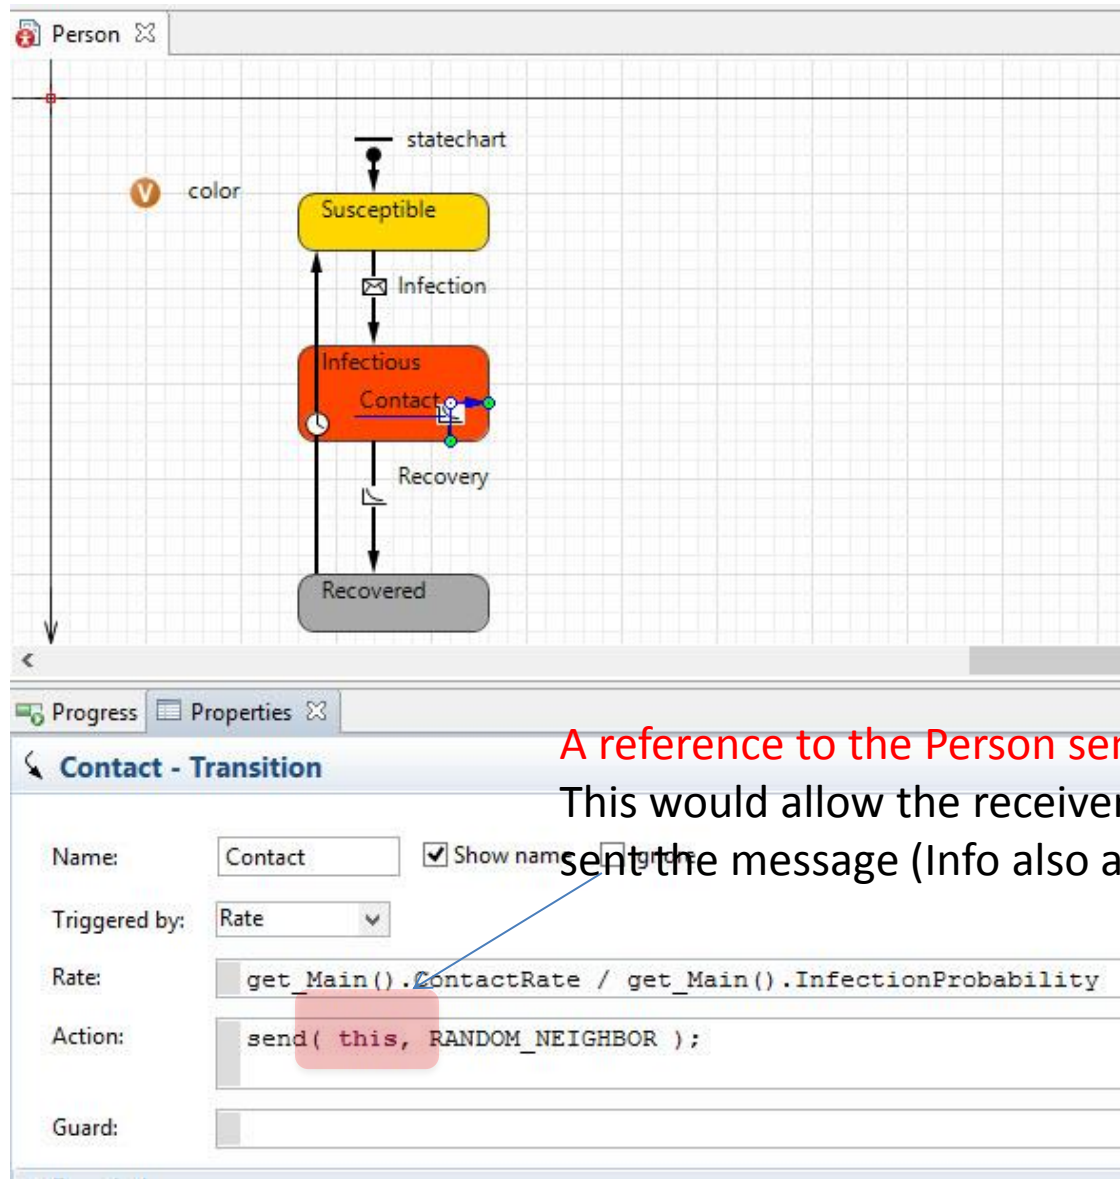 Person
statechart
V color
Susceptible
Infection
Infectious
Contact
Recovery
Recovered
Progress Properties
Contact - Transition
A reference to the Person
This would allow the receiver
sent the message (Info also
Name: Contact Show name
Triggered by: Rate
Rate: get_Main().ContactRate / get_Main().InfectionProbability
Action: send( this, RANDOM_NEIGHBOR );
Guard: